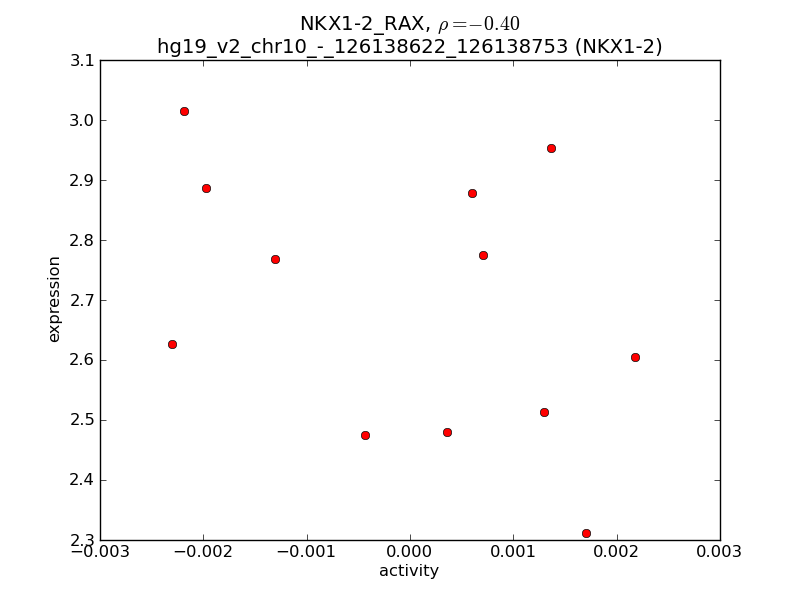 NKX1-2_RAX, ρ=−0.40
hg19_v2_chr10_-_126138622_126138753 (NKX1-2)
3.1
3.0
2.9
2.8
2.7
2.6
2.5
2.4
2.3
expression
−0.003 −0.002 −0.001 0.000 0.001 0.002 0.003
activity